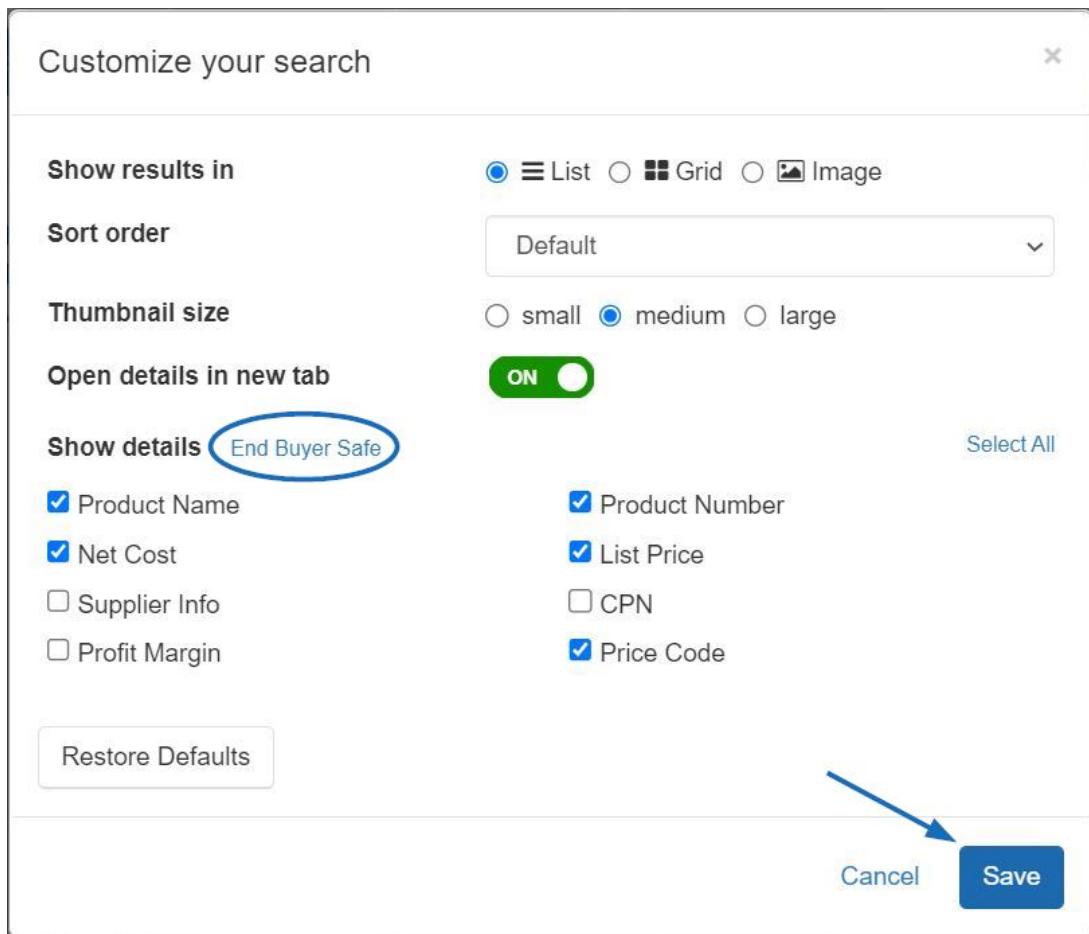 Customize your search ×
Show results in List Grid Image
Sort order Default
Thumbnail size small medium large
Open details in new tab ON
Show details End Buyer Safe Select All
Product Name Product Number
Net Cost List Price
Supplier Info CPN
Profit Margin Price Code
Restore Defaults
Cancel Save